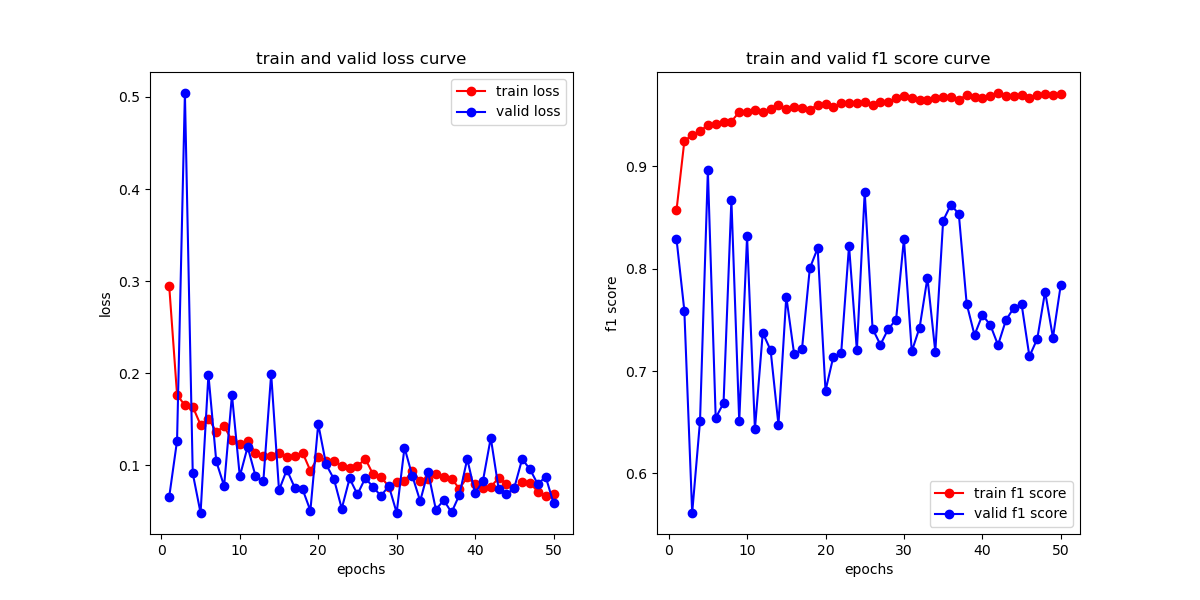 train and valid loss curve
train loss
valid loss
0.5
0.4
0.3
0.2
0.1
loss
0 10 20 30 40 50
epochs
train and valid f1 score curve
0.9
0.8
0.7
0.6
f1 score
train f1 score
valid f1 score
0 10 20 30 40 50
epochs